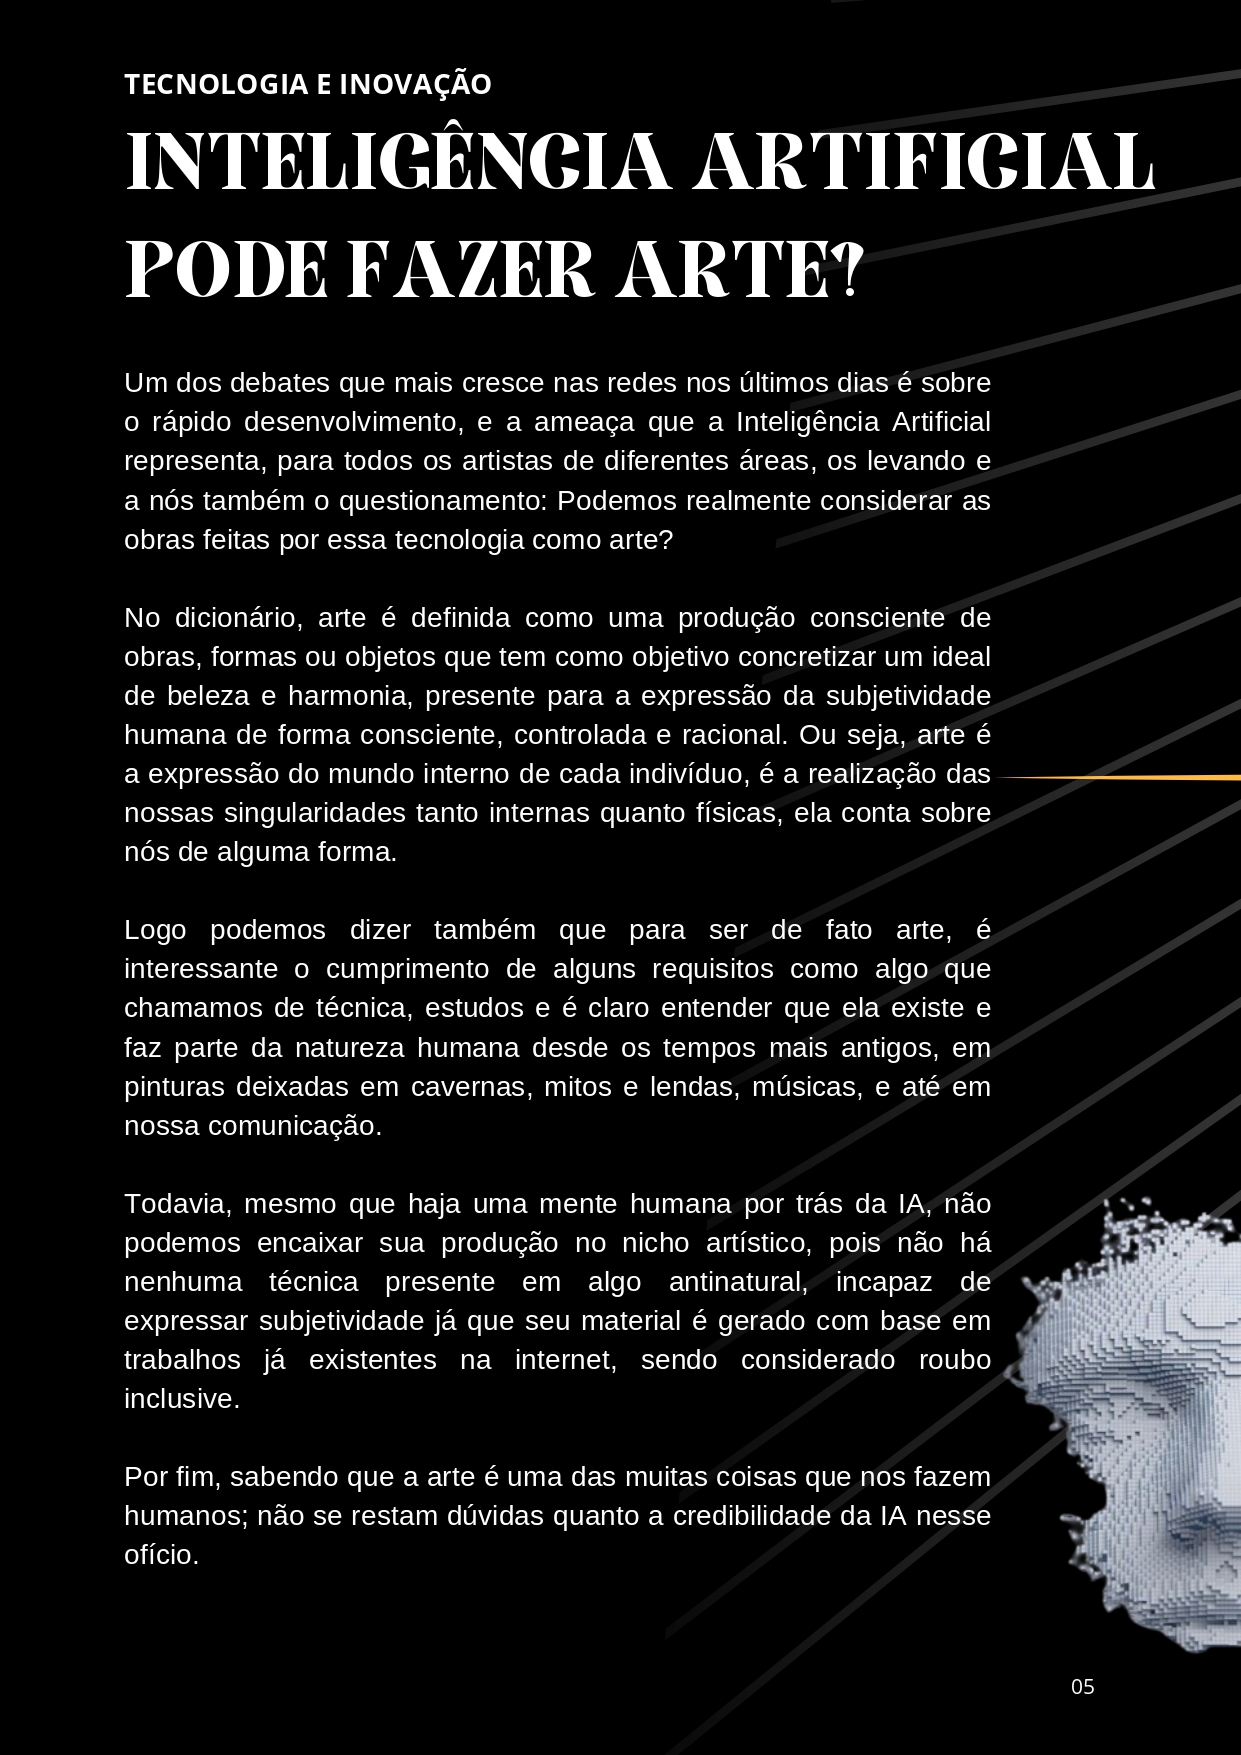 TECNOLOGIA E INOVAÇÃO
INTELIGÊNCIA ARTIFICIAL
PODE FAZER ARTE?
Um dos debates que mais cresce nas redes nos últimos dias é sobre
o rápido desenvolvimento, e a ameaça que a Inteligência Artificial
representa, para todos os artistas de diferentes áreas, os levando e
a nós também o questionamento: Podemos realmente considerar as
obras feitas por essa tecnologia como arte?
No dicionário, arte é definida como uma produção consciente de
obras, formas ou objetos que tem como objetivo concretizar um ideal
de beleza e harmonia, presente para a expressão da subjetividade
humana de forma consciente, controlada e racional. Ou seja, arte é
a expressão do mundo interno de cada indivíduo, é a realização das
nossas singularidades tanto internas quanto físicas, ela conta sobre
nós de alguma forma.
Logo podemos dizer também que para ser de fato arte, é
interessante o cumprimento de alguns requisitos como algo que
chamamos de técnica, estudos e é claro entender que ela existe e
faz parte da natureza humana desde os tempos mais antigos, em
pinturas deixadas em cavernas, mitos e lendas, músicas, e até em
nossa comunicação.
Todavia, mesmo que haja uma mente humana por trás da IA, não
podemos encaixar sua produção no nicho artístico, pois não há
nenhuma técnica presente em algo antinatural, incapaz de
expressar subjetividade já que seu material é gerado com base em
trabalhos já existentes na internet, sendo considerado roubo
inclusive.
Por fim, sabendo que a arte é uma das muitas coisas que nos fazem
humanos; não se restam dúvidas quanto a credibilidade da IA nesse
ofício.
05